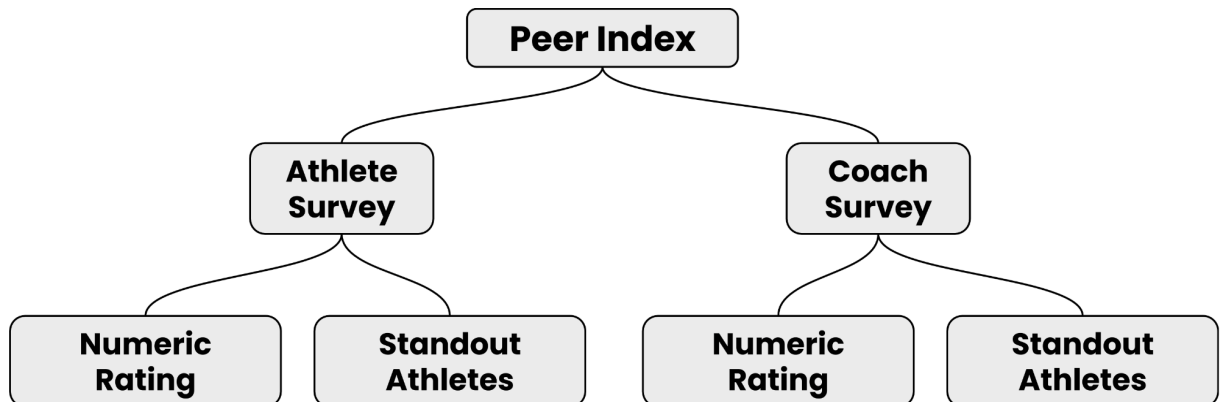 Peer Index
Athlete
Survey
Coach
Survey
Numeric
Rating
Standout
Athletes
Numeric
Rating
Standout
Athletes